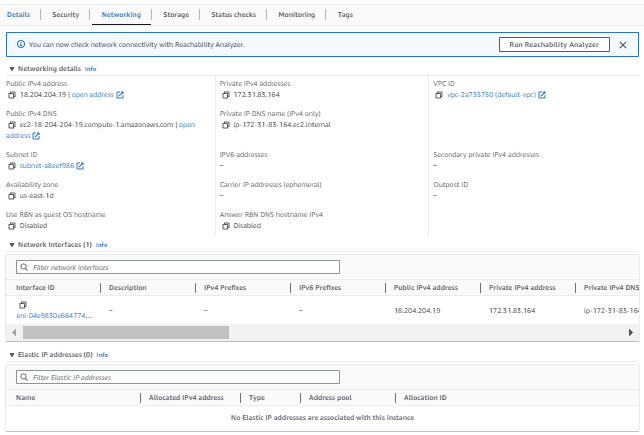 Details Security Networking Storage Status checks Monitoring Tags
You can now check network connectivity with Reachability Analyzer. Run Reachability Analyzer
Networking details Info
Public IPv4 address Private IPv4 addresses VPC ID
18.204.204.19 | open address 172.31.83.164 vpc-2a735750 (default-vpc)
Public IPv4 DNS Private IP DNS name (IPv4 only)
ec2-18-204-204-19.compute-1.amazonaws.com | open ip-172-31-83-164.ec2.internal
address
Subnet ID IPV6 addresses Secondary private IPv4 addresses
subnet-a8eef986 – –
Availability zone Carrier IP addresses (ephemeral) Outpost ID
us-east-1d – –
Use RBN as guest OS hostname Answer RBN DNS hostname IPv4
Disabled Disabled
Network Interfaces (1) Info
Filter network interfaces
Interface ID Description IPv4 Prefixes IPv6 Prefixes Public IPv4 address Private IPv4 address Private IPv4 DNS
eni-04e9830e664774,... – – – 18.204.204.19 172.31.83.164 ip-172-31-83-164
Elastic IP addresses (0) Info
Filter Elastic IP addresses
Name Allocated IPv4 address Type Address pool Allocation ID
No Elastic IP addresses are associated with this instance